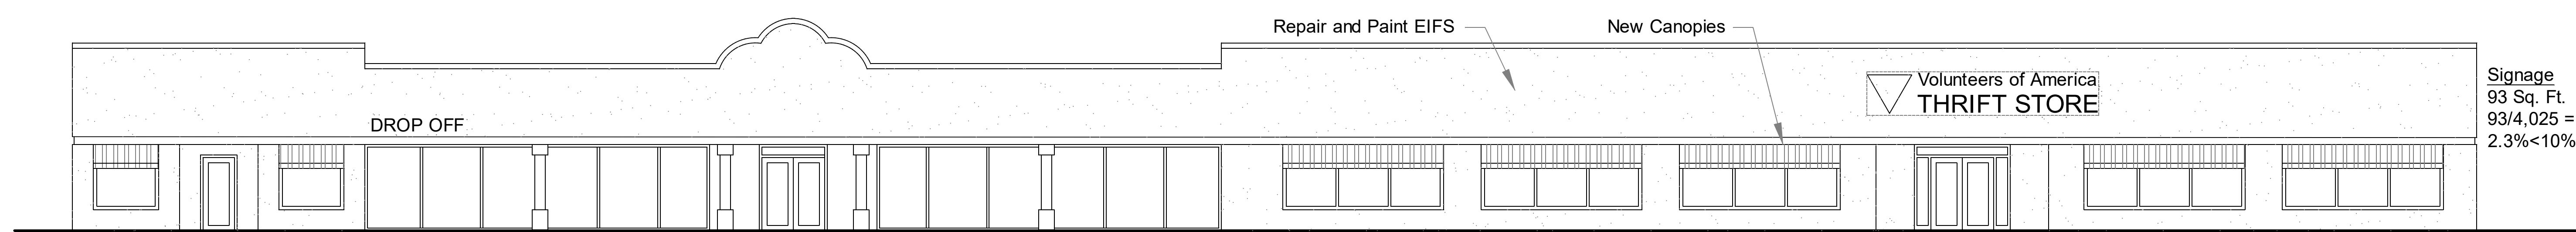 Repair and Paint EIFS
New Canopies
Volunteers of America
THRIFT STORE
DROP OFF
Signage
93 Sq. Ft.
93/4,025 =
2.3%<10%